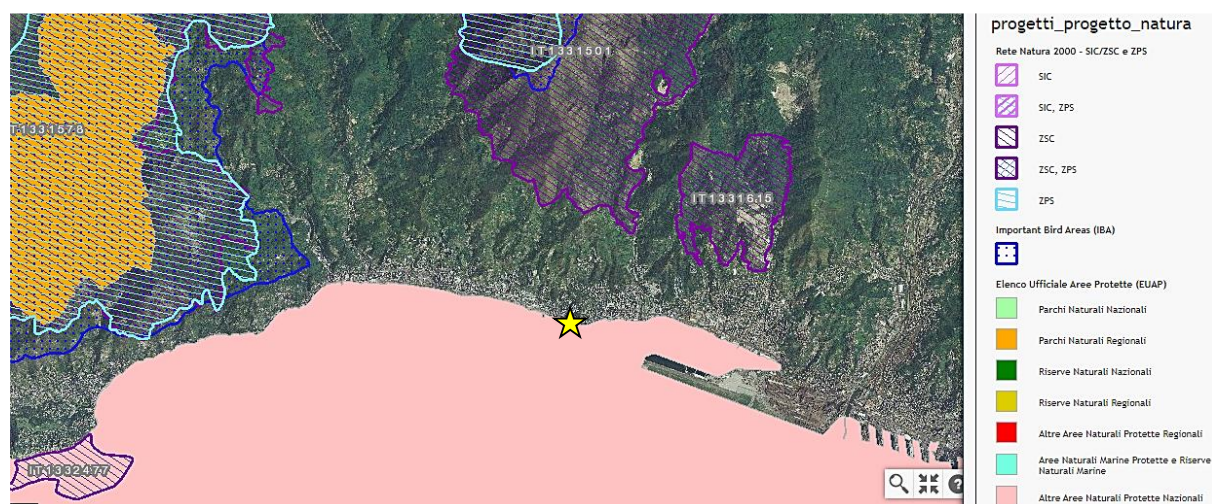 IT1331501
IT1331578
IT1331615
IT1332477
progetti_progetto_natura
Rete Natura 2000 - SIC/ZSC e ZPS
SIC
SIC, ZPS
ZSC
ZSC, ZPS
ZPS
Important Bird Areas (IBA)
Elenco Ufficiale Aree Protette (EUAP)
Parchi Naturali Nazionali
Parchi Naturali Regionali
Riserve Naturali Nazionali
Riserve Naturali Regionali
Altre Aree Naturali Protette Regionali
Aree Naturali Marine Protette e Riserve
Naturali Marine
Altre Aree Naturali Protette Nazionali
?